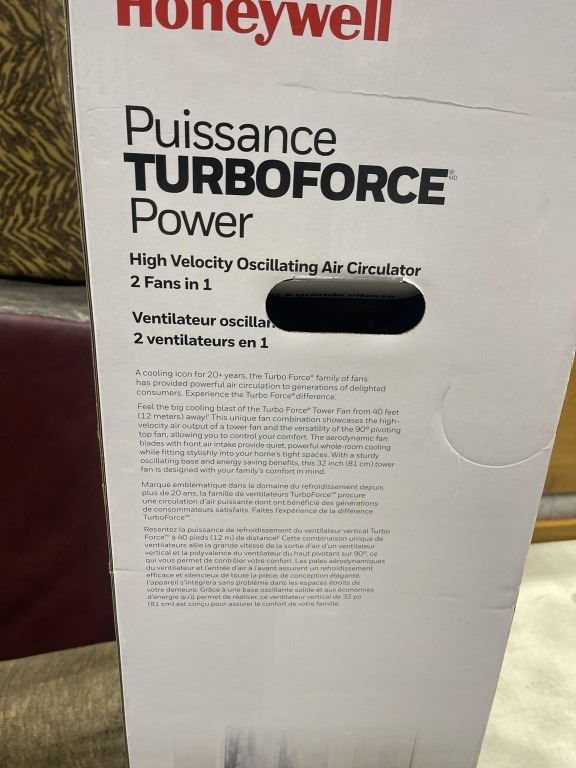 Honeywell
Puissance
TURBOFORCE®
MD
Power
High Velocity Oscillating Air Circulator
2 Fans in 1
à grande vitesse
Ventilateur oscillan
2 ventilateurs en 1
A cooling icon for 20+ years, the Turbo Force® family of fans
has provided powerful air circulation to generations of delighted
consumers. Experience the Turbo Force® difference.
Feel the big cooling blast of the Turbo Force® Tower Fan from 40 feet
(12 meters) away! This unique fan combination showcases the high-
velocity air output of a tower fan and the versatility of the 90° pivoting
top fan, allowing you to control your comfort. The aerodynamic fan
blades with front air intake provide quiet, powerful whole-room cooling
while fitting stylishly into your home's tight spaces. With a sturdy
oscillating base and energy saving benefits, this 32 inch (81 cm) tower
fan is designed with your family's comfort in mind.
Marque emblématique dans le domaine du refroidissement depuis
plus de 20 ans, la famille de ventilateurs TurboForce
procure
une circulation d'air puissante dont ont bénéficié des générations
de consommateurs satisfaits. Faites l'expérience de la différence
TurboForce
Resentez la puissance de refroidissement du ventilateur vertical Turbo
Force
à 40 pieds (12 m) de distance! Cette combinaison unique de
ventilateurs allie la grande vitesse de la sortie d'air d'un ventilateur
vertical et la polyvalence du ventilateur du haut pivotant sur 90°, ce
qui vous permet de contrôler votre confort. Les pales aérodynamiques
du ventilateur et l'entrée d'air à l'avant assurent un refroidissement
efficace et silencieux de toute la pièce; de conception élégante,
l'appareil s'intégrera sans problème dans les espaces étroits de
votre demeure. Grâce à une base oscillante solide et aux économies
d'énergie qu'il permet de réaliser, ce ventilateur vertical de 32 po
(81 cm) est conçu pour assurer le confort de votre famille.